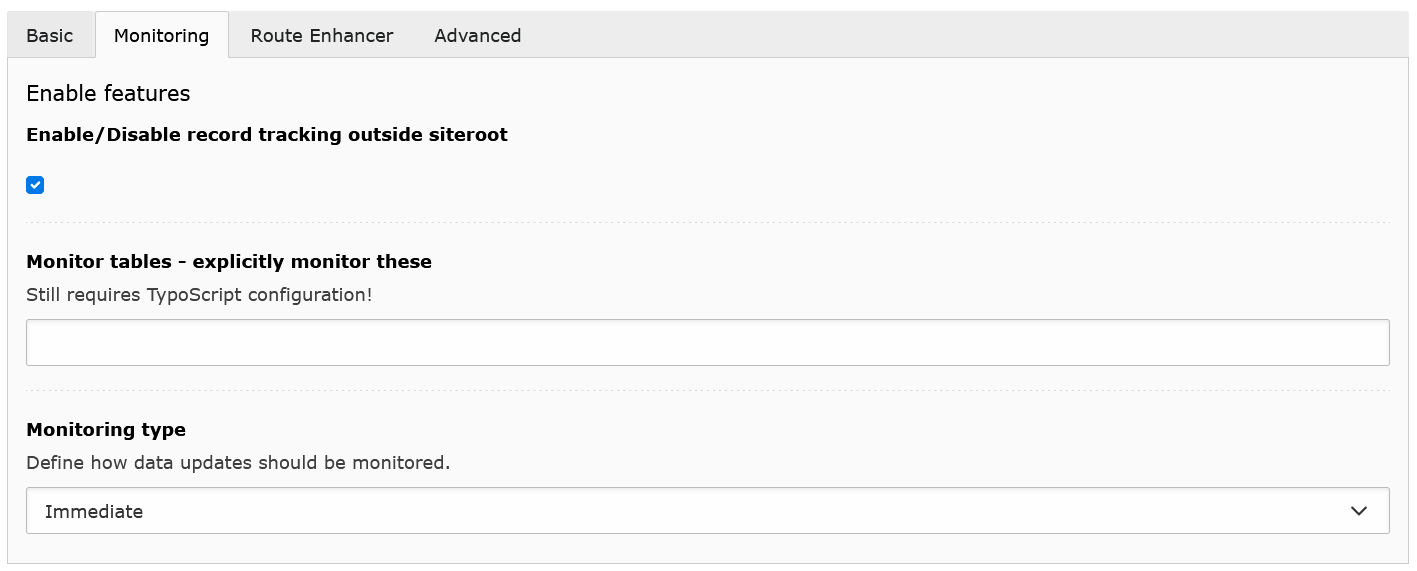 Basic Monitoring Route Enhancer Advanced
Enable features
Enable/Disable record tracking outside siteroot
Monitor tables - explicitly monitor these
Still requires TypoScript configuration!
Monitoring type
Define how data updates should be monitored.
Immediate